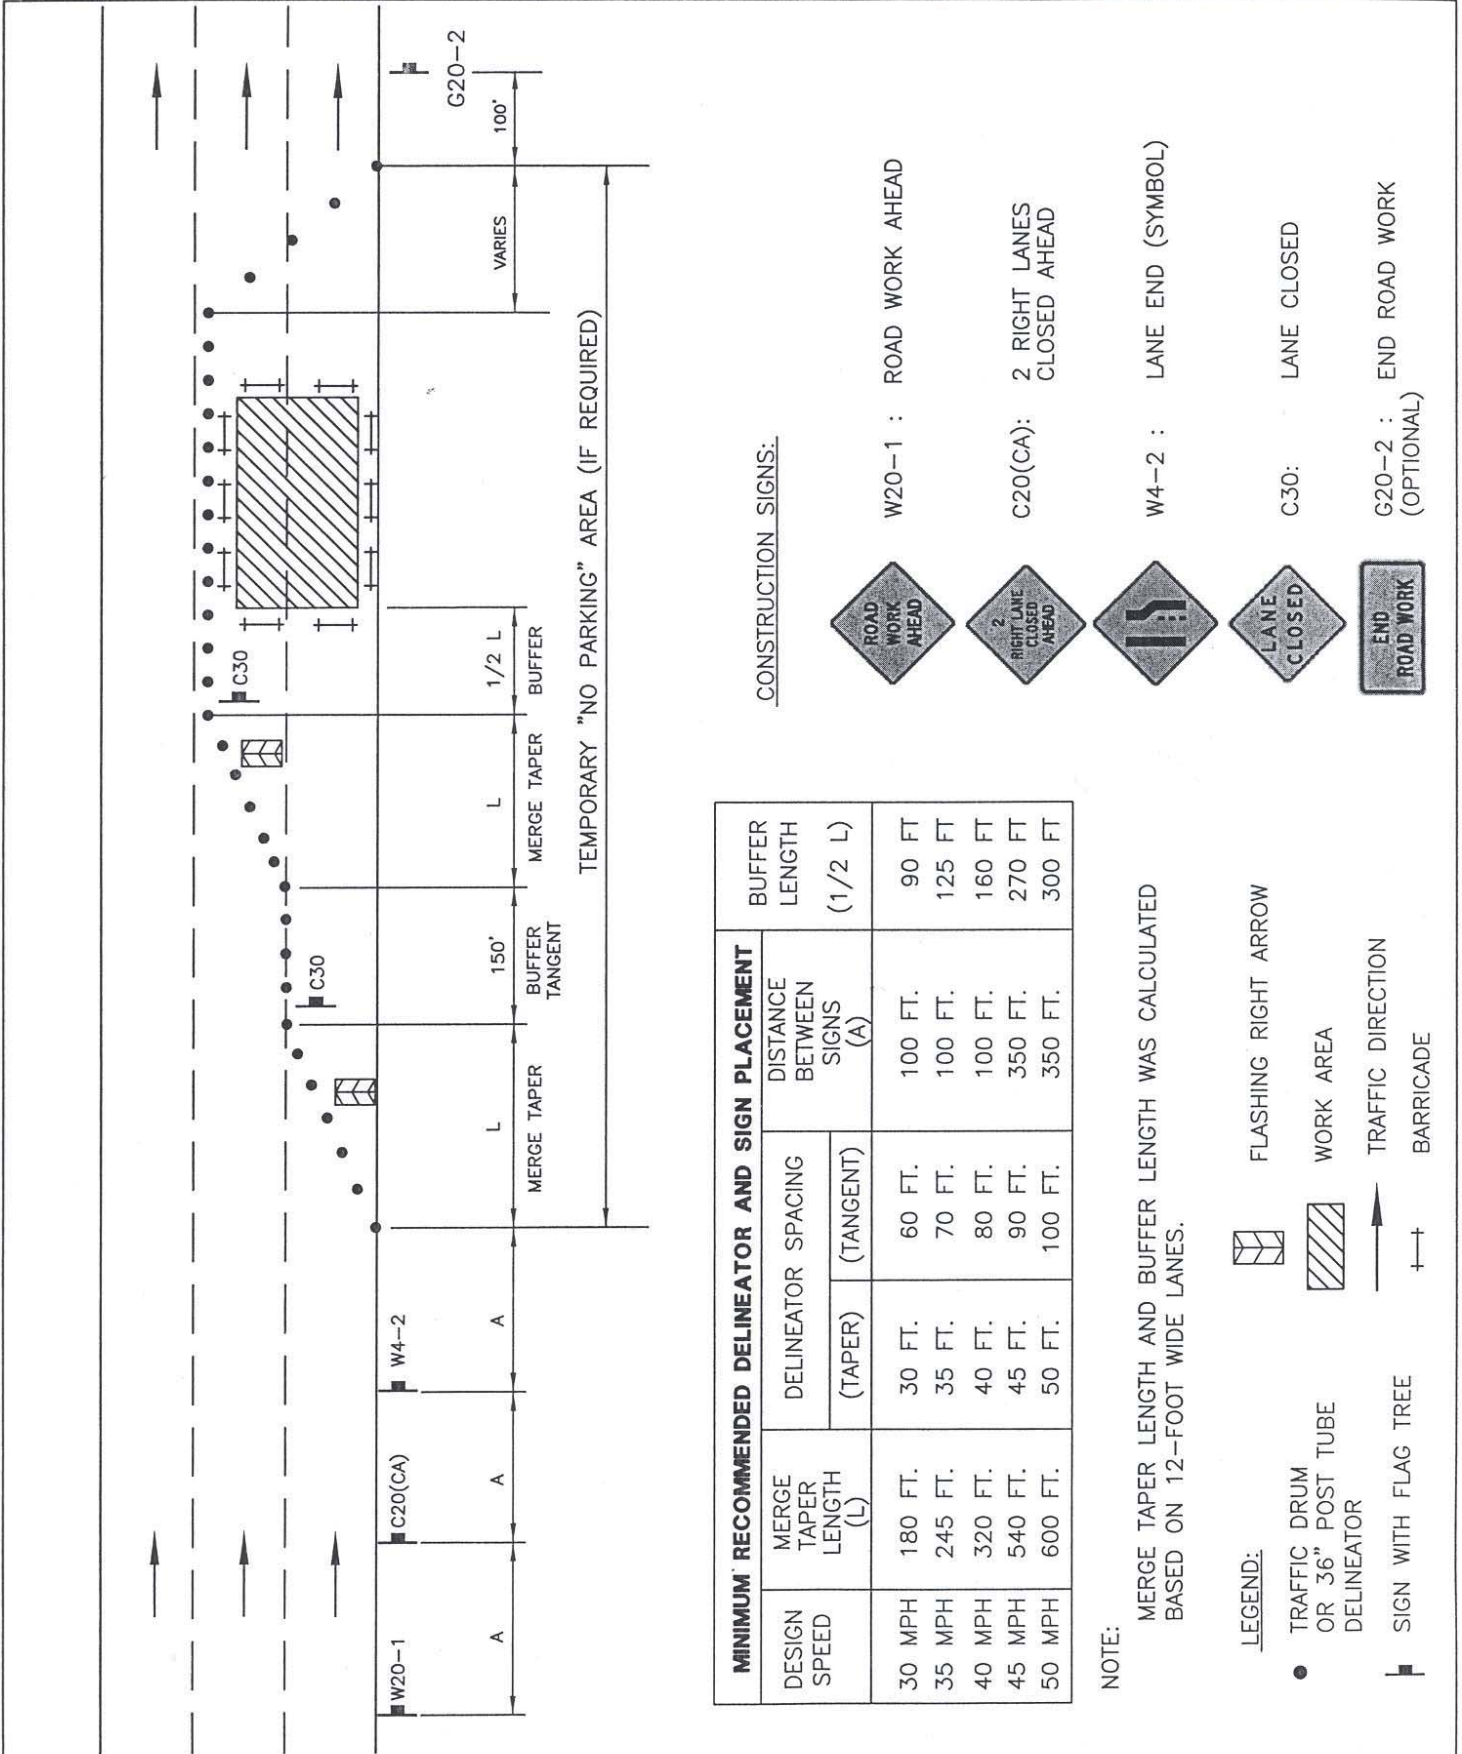 W20-1
C20(CA)
W4-2
C30
C30
G20-2
A
A
A
L
150'
L
1/2 L
VARIES
100'
MERGE TAPER
BUFFER
TANGENT
MERGE TAPER
BUFFER
TEMPORARY "NO PARKING" AREA (IF REQUIRED)
MINIMUM RECOMMENDED DELINEATOR AND SIGN PLACEMENT
DESIGN
SPEED
MERGE
TAPER
LENGTH
(L)
DELINEATOR SPACING
(TAPER)
(TANGENT)
DISTANCE
BETWEEN
SIGNS
(A)
BUFFER
LENGTH
(1/2 L)
30 MPH 180 FT. 30 FT. 60 FT. 100 FT. 90 FT
35 MPH 245 FT. 35 FT. 70 FT. 100 FT. 125 FT
40 MPH 320 FT. 40 FT. 80 FT. 100 FT. 160 FT
45 MPH 540 FT. 45 FT. 90 FT. 350 FT. 270 FT
50 MPH 600 FT. 50 FT. 100 FT. 350 FT. 300 FT
NOTE:
MERGE TAPER LENGTH AND BUFFER LENGTH WAS CALCULATED
BASED ON 12-FOOT WIDE LANES.
LEGEND:
TRAFFIC DRUM
OR 36" POST TUBE
DELINEATOR
SIGN WITH FLAG TREE
FLASHING RIGHT ARROW
WORK AREA
TRAFFIC DIRECTION
BARRICADE
CONSTRUCTION SIGNS:
ROAD
WORK
AHEAD
W20-1 : ROAD WORK AHEAD
2
RIGHT LANE
CLOSED
AHEAD
C20(CA): 2 RIGHT LANES
CLOSED AHEAD
W4-2 : LANE END (SYMBOL)
LANE
CLOSED
C30: LANE CLOSED
END
ROAD WORK
G20-2 : END ROAD WORK
(OPTIONAL)